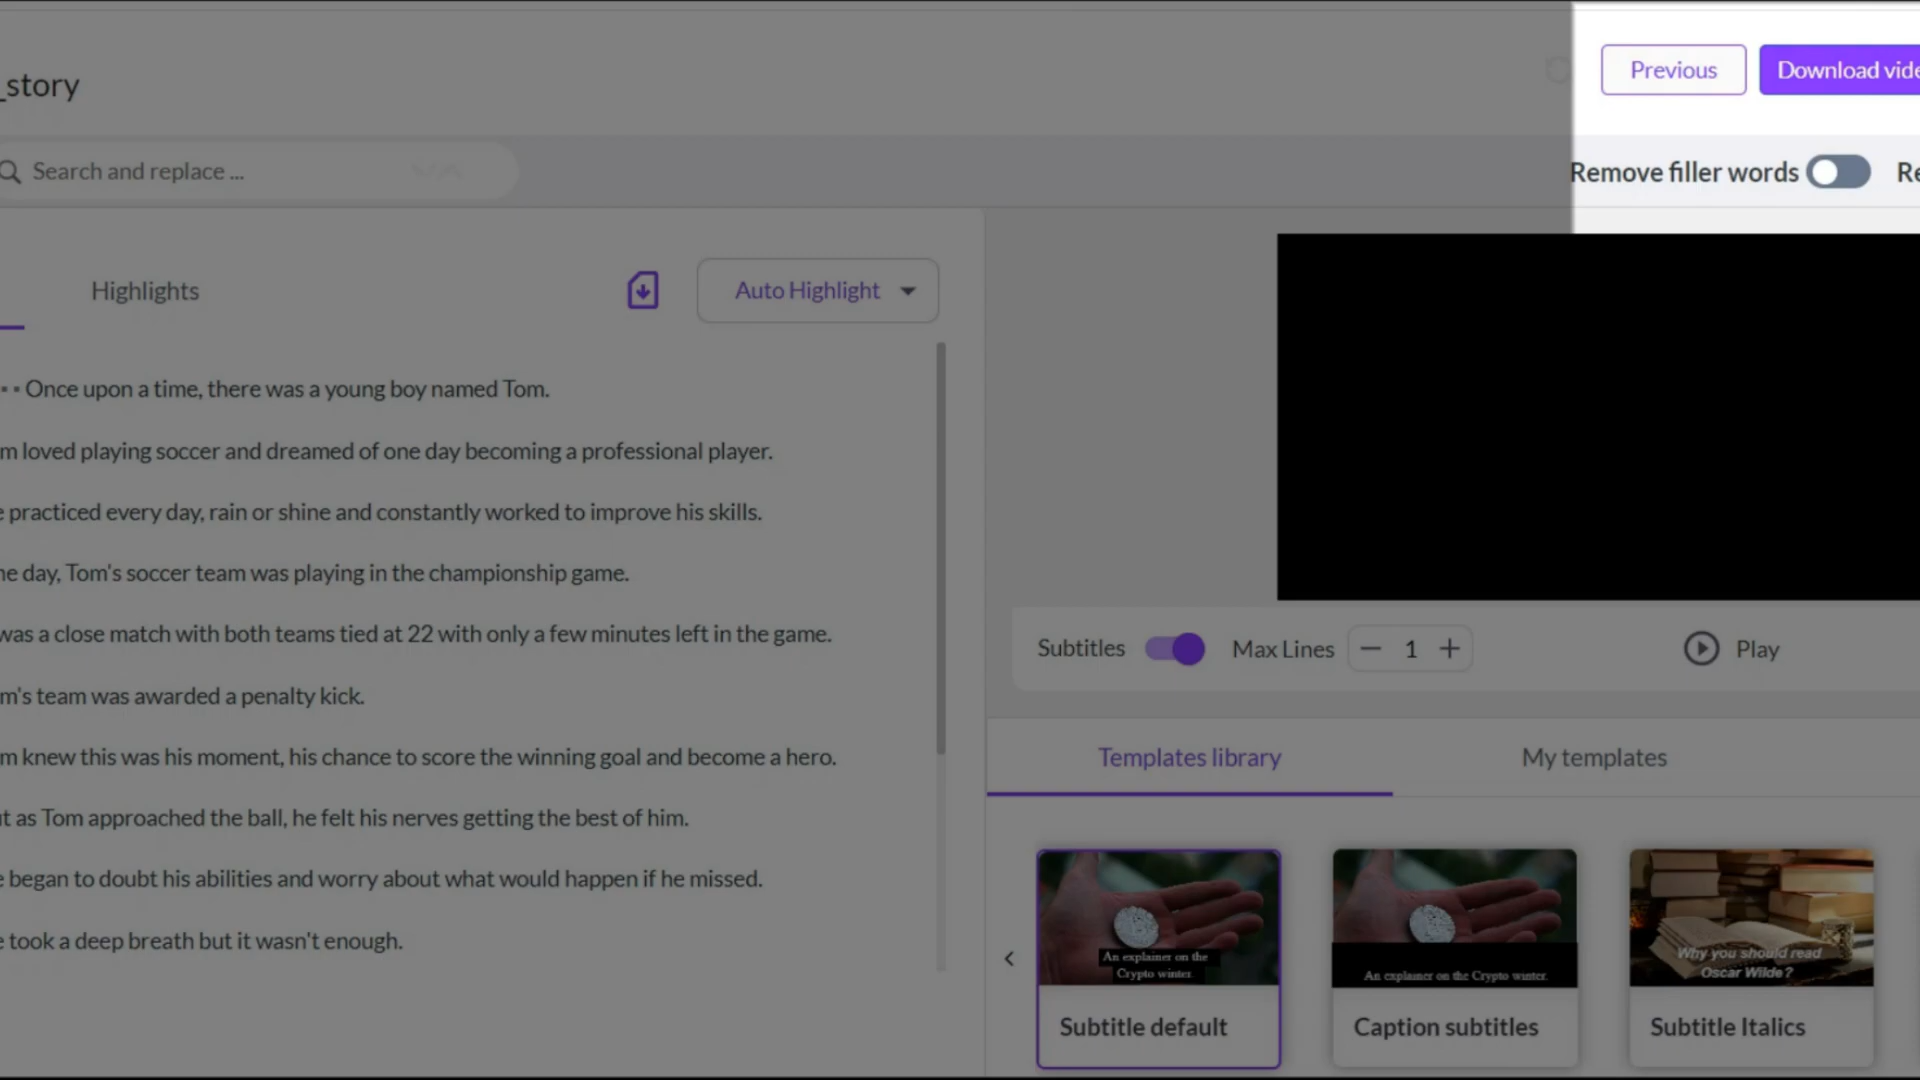 _story
Previous
Download vide
Search and replace ...
Remove filler words
Re
Highlights
Auto Highlight
Once upon a time, there was a young boy named Tom.
m loved playing soccer and dreamed of one day becoming a professional player.
e practiced every day, rain or shine and constantly worked to improve his skills.
ne day, Tom's soccer team was playing in the championship game.
was a close match with both teams tied at 22 with only a few minutes left in the game.
m's team was awarded a penalty kick.
m knew this was his moment, his chance to score the winning goal and become a hero.
ut as Tom approached the ball, he felt his nerves getting the best of him.
e began to doubt his abilities and worry about what would happen if he missed.
e took a deep breath but it wasn't enough.
Subtitles
Max Lines
1
Play
Templates library
My templates
An explainer on the
Crypto winter.
Subtitle default
An explainer on the Crypto winter.
Caption subtitles
Why you should read
Oscar Wilde?
Subtitle Italics